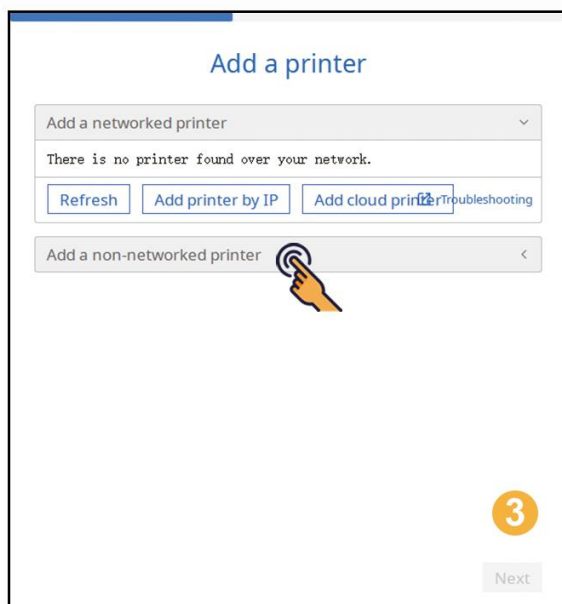 Add a printer
Add a networked printer
There is no printer found over your network.
Refresh Add printer by IP Add cloud printer Troubleshooting
Add a non-networked printer
3
Next